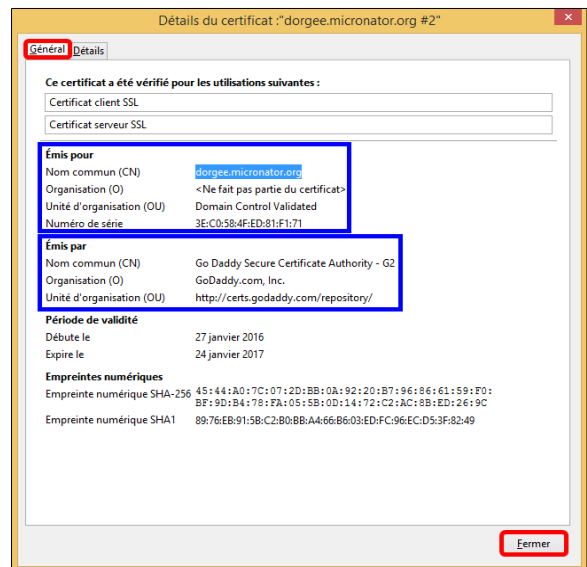 Détails du certificat :"dorgee.micronator.org #2"
Général Détails
Ce certificat a été vérifié pour les utilisations suivantes :
Certificat client SSL
Certificat serveur SSL
Émis pour
Nom commun (CN) dorgee.micronator.org
Organisation (O) <Ne fait pas partie du certificat>
Unité d'organisation (OU) Domain Control Validated
Numéro de série 3E:C0:58:4F:ED:81:F1:71
Émis par
Nom commun (CN) Go Daddy Secure Certificate Authority - G2
Organisation (O) GoDaddy.com, Inc.
Unité d'organisation (OU) http://certs.godaddy.com/repository/
Période de validité
Débute le 27 janvier 2016
Expire le 24 janvier 2017
Empreintes numériques
Empreinte numérique SHA-256 45:44:A0:7C:07:2D:BB:0A:92:20:B7:96:86:61:59:F0:
BF:9D:B4:78:FA:05:5B:0D:14:72:C2:AC:8B:ED:26:9C
Empreinte numérique SHA1 89:76:EB:91:5B:C2:B0:BB:A4:66:B6:03:ED:FC:96:EC:D5:3F:82:49
Fermer